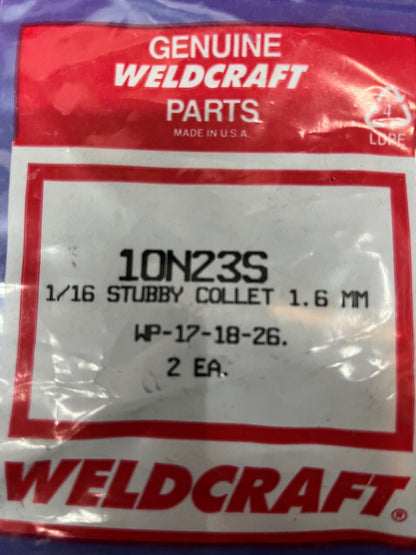 GENUINE
WELDCRAFT
PARTS
MADE IN U.S.A.
4
LDPE
10N23S
1/16 STUBBY COLLET 1.6 MM
WP-17-18-26.
2 EA.
WELDCRAFT®